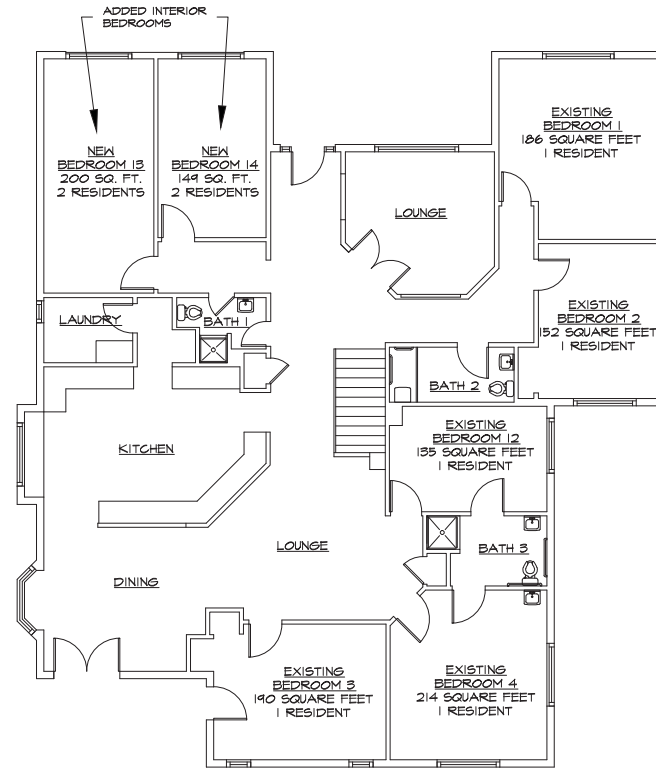 ADDED INTERIOR
BEDROOMS
NEW
BEDROOM 13
200 SQ. FT.
2 RESIDENTS
NEW
BEDROOM 14
149 SQ. FT.
2 RESIDENTS
EXISTING
BEDROOM 1
186 SQUARE FEET
1 RESIDENT
LOUNGE
EXISTING
BEDROOM 2
152 SQUARE FEET
1 RESIDENT
LAUNDRY
BATH 1
BATH 2
EXISTING
BEDROOM 12
135 SQUARE FEET
1 RESIDENT
KITCHEN
LOUNGE
BATH 3
DINING
EXISTING
BEDROOM 3
190 SQUARE FEET
1 RESIDENT
EXISTING
BEDROOM 4
214 SQUARE FEET
1 RESIDENT